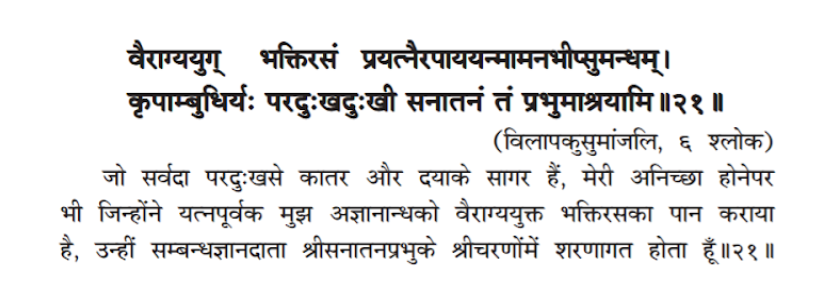 वैराग्ययुग् भक्तिरसं प्रयत्नैरपाययन्मामनभीप्सुमन्धम्।
कृपाम्बुधिर्यः परदुःखदुःखी सनातनं तं प्रभुमाश्रयामि॥२१॥
(विलापकुसुमांजलि, ६ श्लोक)
जो सर्वदा परदुःखसे कातर और दयाके सागर हैं, मेरी अनिच्छा होनेपर
भी जिन्होंने यत्नपूर्वक मुझ अज्ञानान्धको वैराग्ययुक्त भक्तिरसका पान कराया
है, उन्हीं सम्बन्धज्ञानदाता श्रीसनातनप्रभुके श्रीचरणोंमें शरणागत होता हूँ॥२१॥